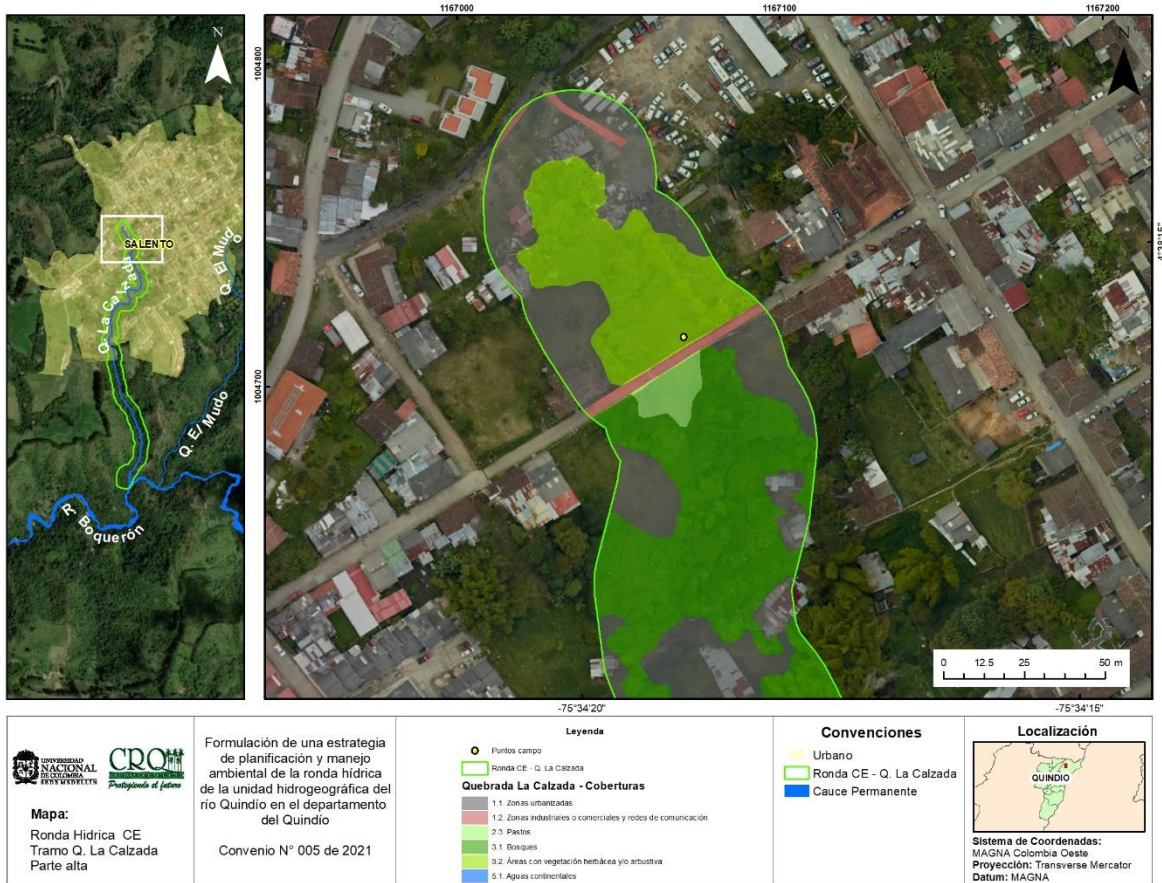 1167000
1167100
1167200
1004800
1004700
4°38'15"
-75°34'20"
-75°34'15"
N
N
SALENTO
Q. La Calzada
Q. El Mudo
Q. El Mudo
R. Boquerón
0 12.5 25 50 m
UNIVERSIDAD
NACIONAL
DE COLOMBIA
SEDE MEDELLÍN
CRQ
Protegiendo el futuro
Mapa:
Ronda Hidrica CE
Tramo Q. La Calzada
Parte alta
Formulación de una estrategia
de planificación y manejo
ambiental de la ronda hídrica
de la unidad hidrogeográfica del
río Quindío en el departamento
del Quindío
Convenio N° 005 de 2021
Leyenda
Puntos campo
Ronda CE - Q. La Calzada
Quebrada La Calzada - Coberturas
1.1. Zonas urbanizadas
1.2. Zonas industriales o comerciales y redes de comunicación
2.3. Pastos
3.1. Bosques
3.2. Áreas con vegetación herbácea y/o arbustiva
5.1. Aguas continentales
Convenciones
Urbano
Ronda CE - Q. La Calzada
Cauce Permanente
Localización
QUINDIO
Sistema de Coordenadas:
MAGNA Colombia Oeste
Proyección: Transverse Mercator
Datum: MAGNA